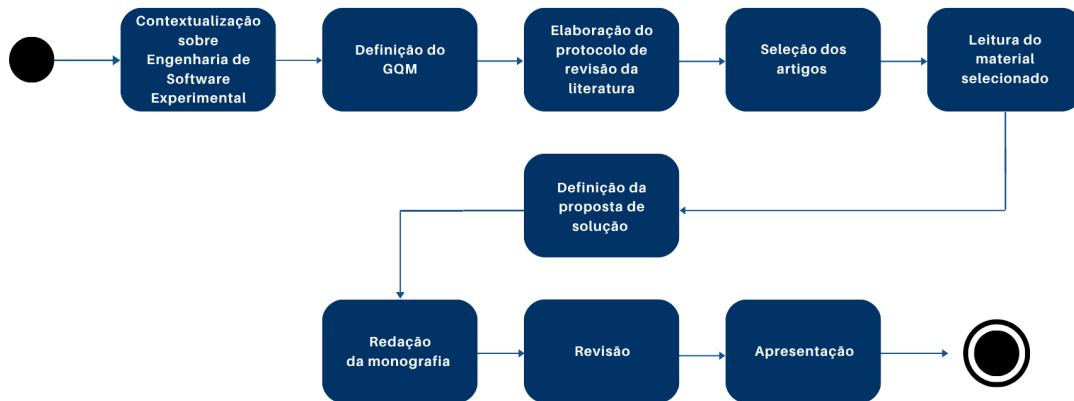 Contextualização
sobre
Engenharia de
Software
Experimental
Definição do
GQM
Elaboração do
protocolo de
revisão da
literatura
Seleção dos
artigos
Leitura do
material
selecionado
Definição da
proposta de
solução
Redação
da monografia
Revisão
Apresentação